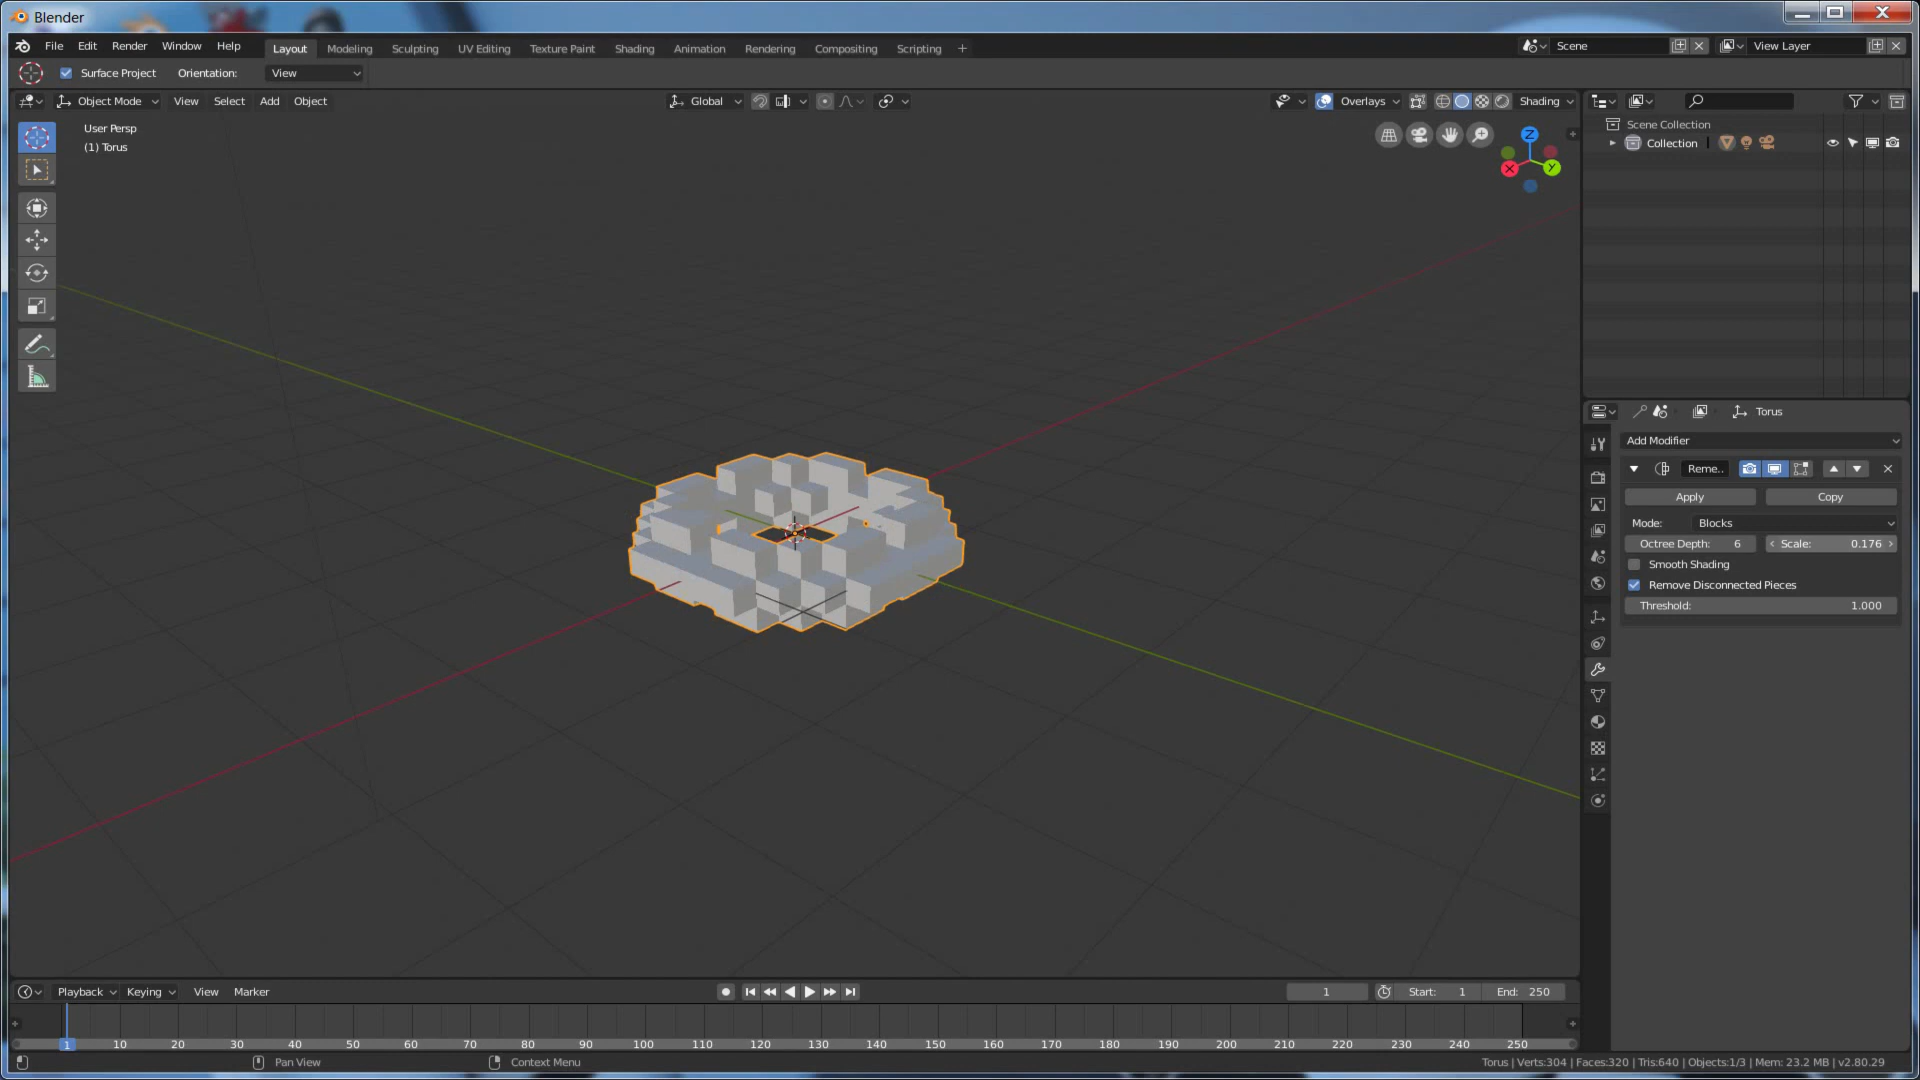 Blender
File Edit Render Window Help Layout Modeling Sculpting UV Editing Texture Paint Shading Animation Rendering Compositing Scripting + Scene View Layer
Surface Project Orientation: View
Object Mode View Select Add Object Global Overlays Shading
User Persp
(1) Torus
Z
X
Y
Scene Collection
Collection
Torus
Add Modifier
Reme..
Apply Copy
Mode: Blocks
Octree Depth: 6 Scale: 0.176
Smooth Shading
Remove Disconnected Pieces
Threshold: 1.000
Playback Keying View Marker 1 Start: 1 End: 250
1 10 20 30 40 50 60 70 80 90 100 110 120 130 140 150 160 170 180 190 200 210 220 230 240 250
Pan View Context Menu Torus | Verts:304 | Faces:320 | Tris:640 | Objects:1/3 | Mem: 23.2 MB | v2.80.29